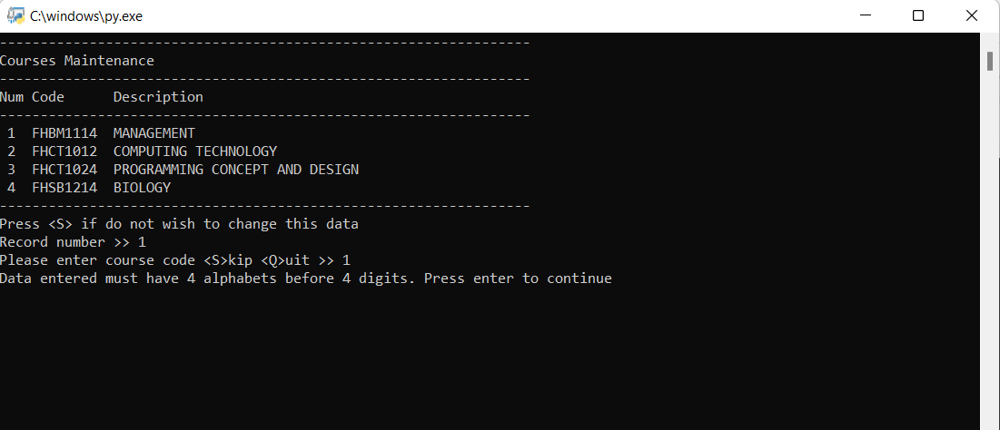 C:\windows\py.exe
-----------------------------------------------------------------
Courses Maintenance
-----------------------------------------------------------------
Num Code      Description
-----------------------------------------------------------------
 1  FHBM1114  MANAGEMENT
 2  FHCT1012  COMPUTING TECHNOLOGY
 3  FHCT1024  PROGRAMMING CONCEPT AND DESIGN
 4  FHSB1214  BIOLOGY
-----------------------------------------------------------------
Press <S> if do not wish to change this data
Record number >> 1
Please enter course code <S>kip <Q>uit >> 1
Data entered must have 4 alphabets before 4 digits. Press enter to continue